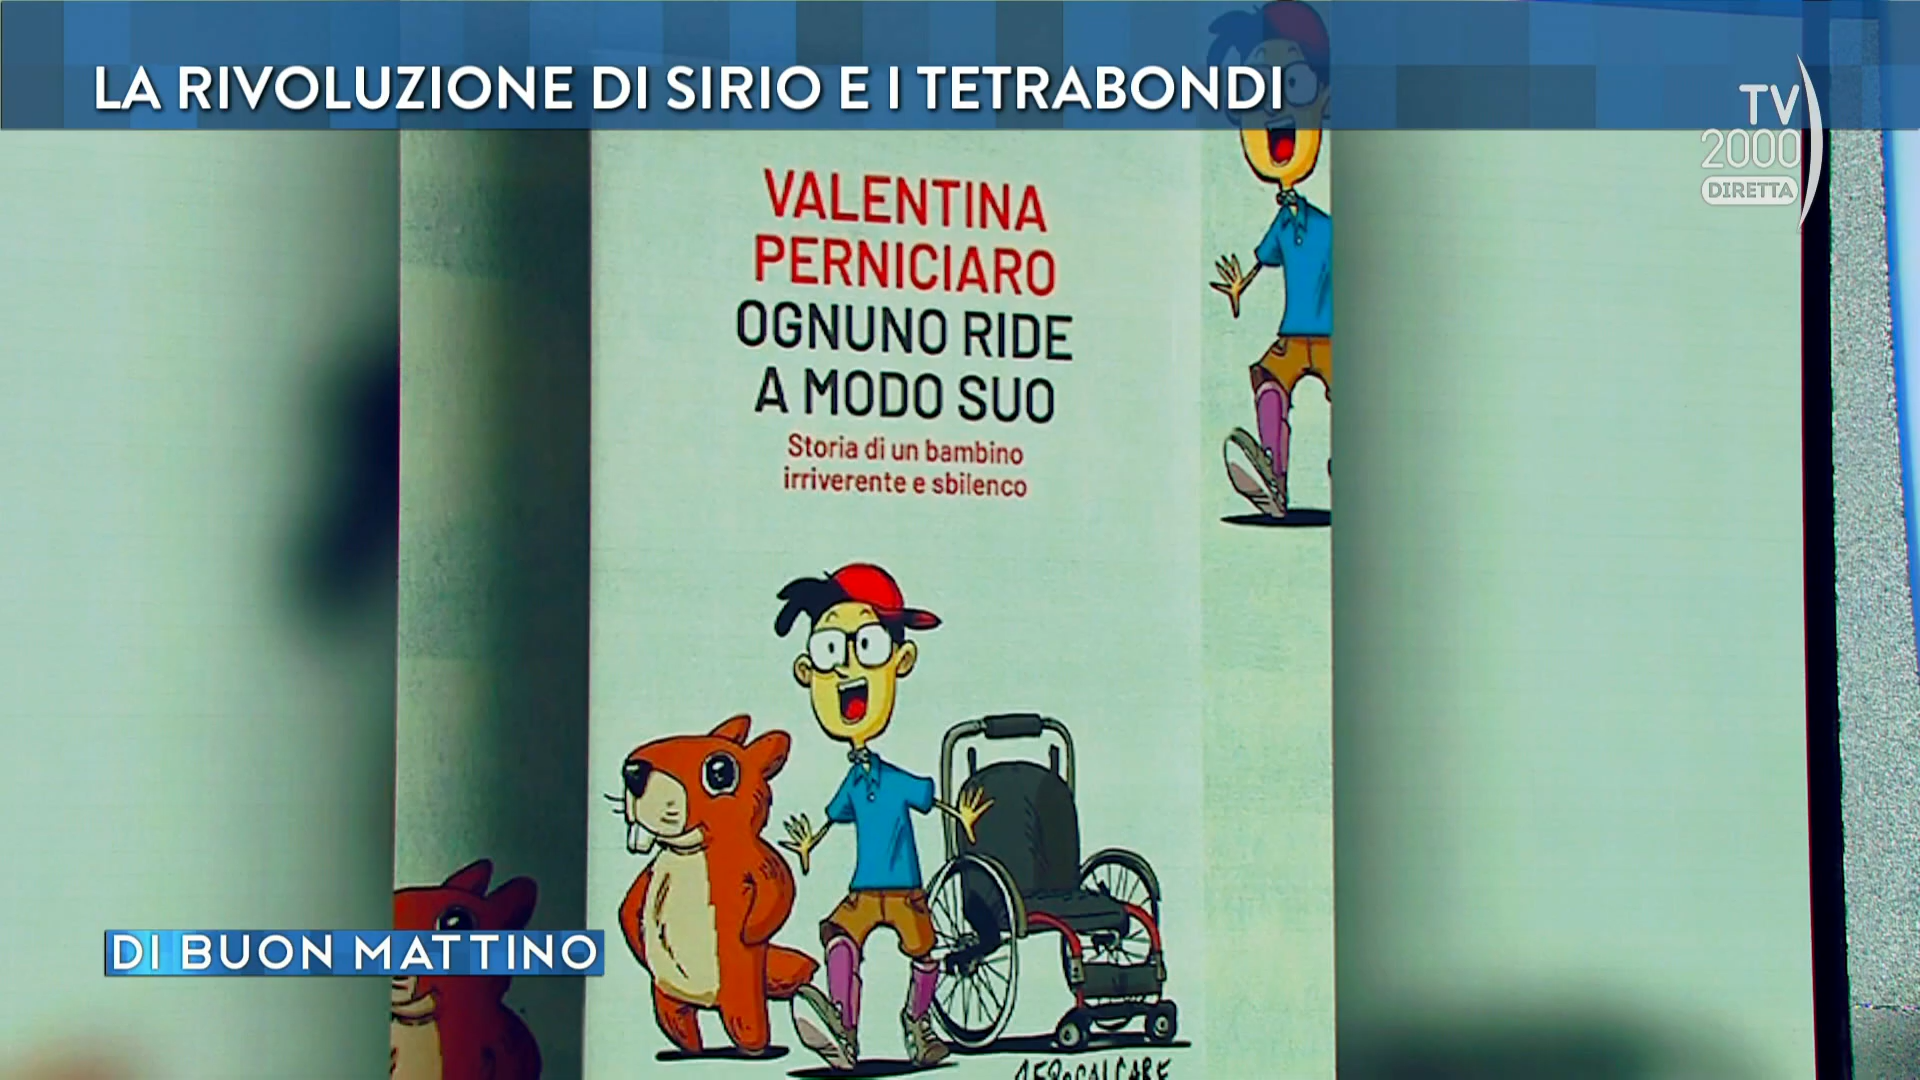 LA RIVOLUZIONE DI SIRIO E I TETRABONDI
TV
2000
DIRETTA
VALENTINA
PERNICIARO
OGNUNO RIDE
A MODO SUO
Storia di un bambino
irriverente e sbilenco
DI BUON MATTINO
ZEROCALCARE